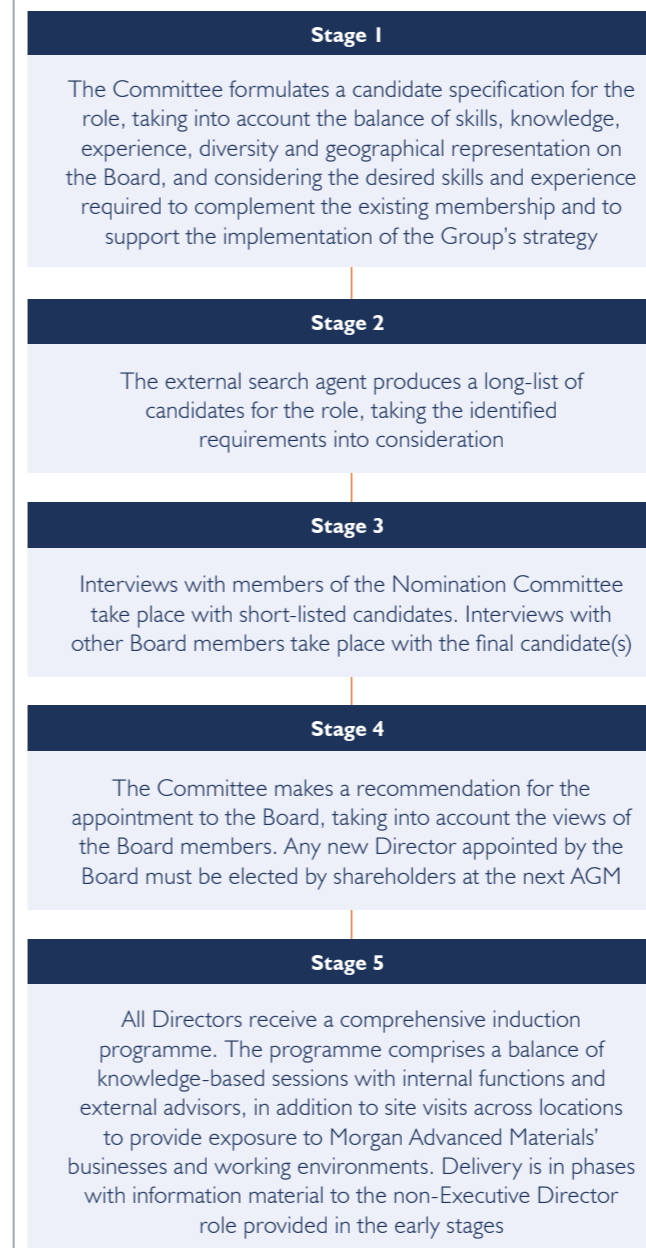 Stage 1
The Committee formulates a candidate specification for the
role, taking into account the balance of skills, knowledge,
experience, diversity and geographical representation on
the Board, and considering the desired skills and experience
required to complement the existing membership and to
support the implementation of the Group’s strategy
Stage 2
The external search agent produces a long-list of
candidates for the role, taking the identified
requirements into consideration
Stage 3
Interviews with members of the Nomination Committee
take place with short-listed candidates. Interviews with
other Board members take place with the final candidate(s)
Stage 4
The Committee makes a recommendation for the
appointment to the Board, taking into account the views of
the Board members. Any new Director appointed by the
Board must be elected by shareholders at the next AGM
Stage 5
All Directors receive a comprehensive induction
programme. The programme comprises a balance of
knowledge-based sessions with internal functions and
external advisors, in addition to site visits across locations
to provide exposure to Morgan Advanced Materials’
businesses and working environments. Delivery is in phases
with information material to the non-Executive Director
role provided in the early stages